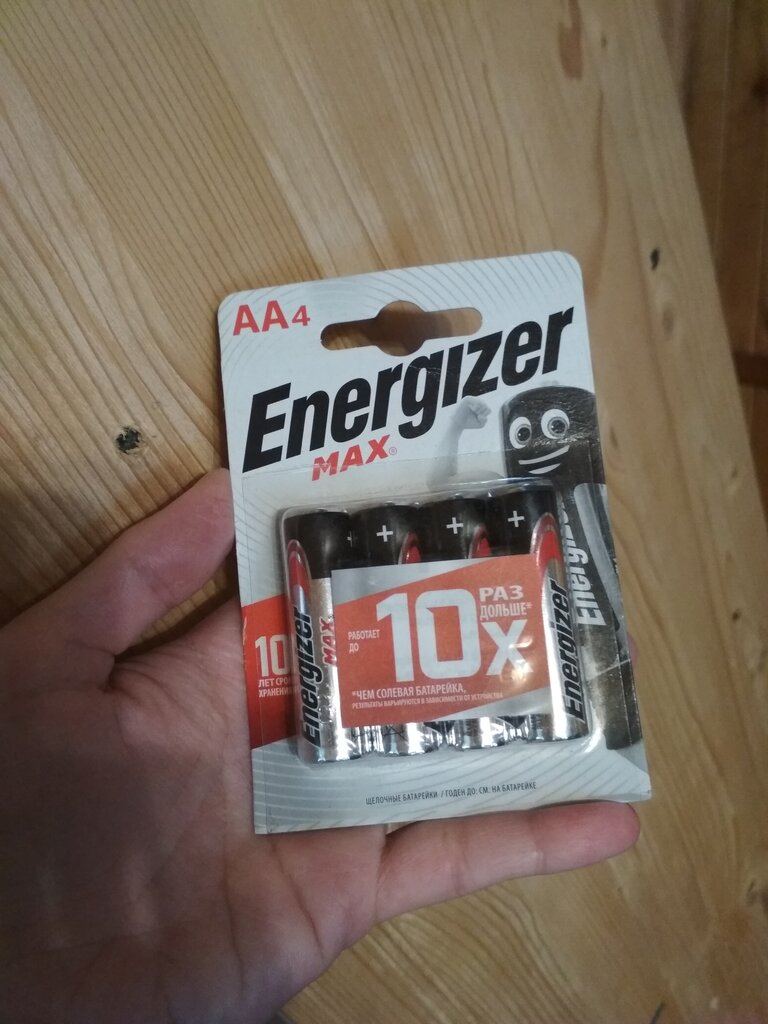 AA4
Energizer
MAX®
Energizer
10
ЛЕТ СРОК
ХРАНЕНИ
Energizer
MAX
РАБОТАЕТ
ДО
10X
РАЗ
ДОЛЬШЕ*
*ЧЕМ СОЛЕВАЯ БАТАРЕЙКА,
РЕЗУЛЬТАТЫ ВАРЬИРУЮТСЯ В ЗАВИСИМОСТИ ОТ УСТРОЙСТВА
Energizer
ЩЕЛОЧНЫЕ БАТАРЕЙКИ / ГОДЕН ДО: СМ. НА БАТАРЕЙКЕ